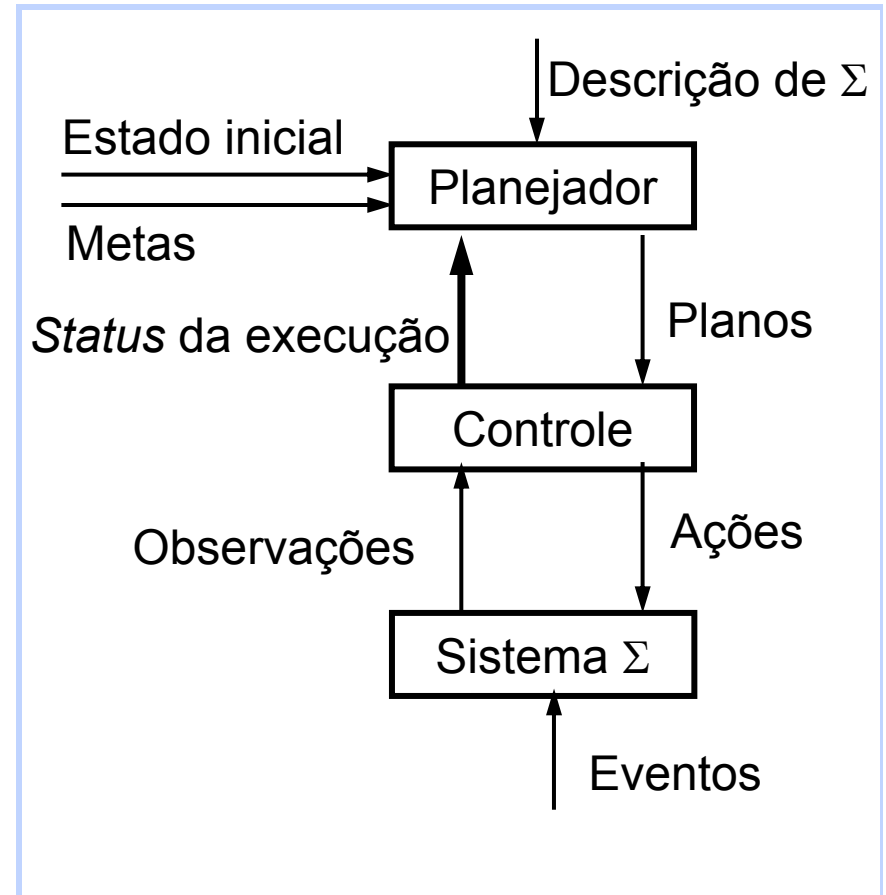 Descrição de Σ
Estado inicial
Planejador
Metas
Status da execução
Planos
Controle
Observações
Ações
Sistema Σ
Eventos